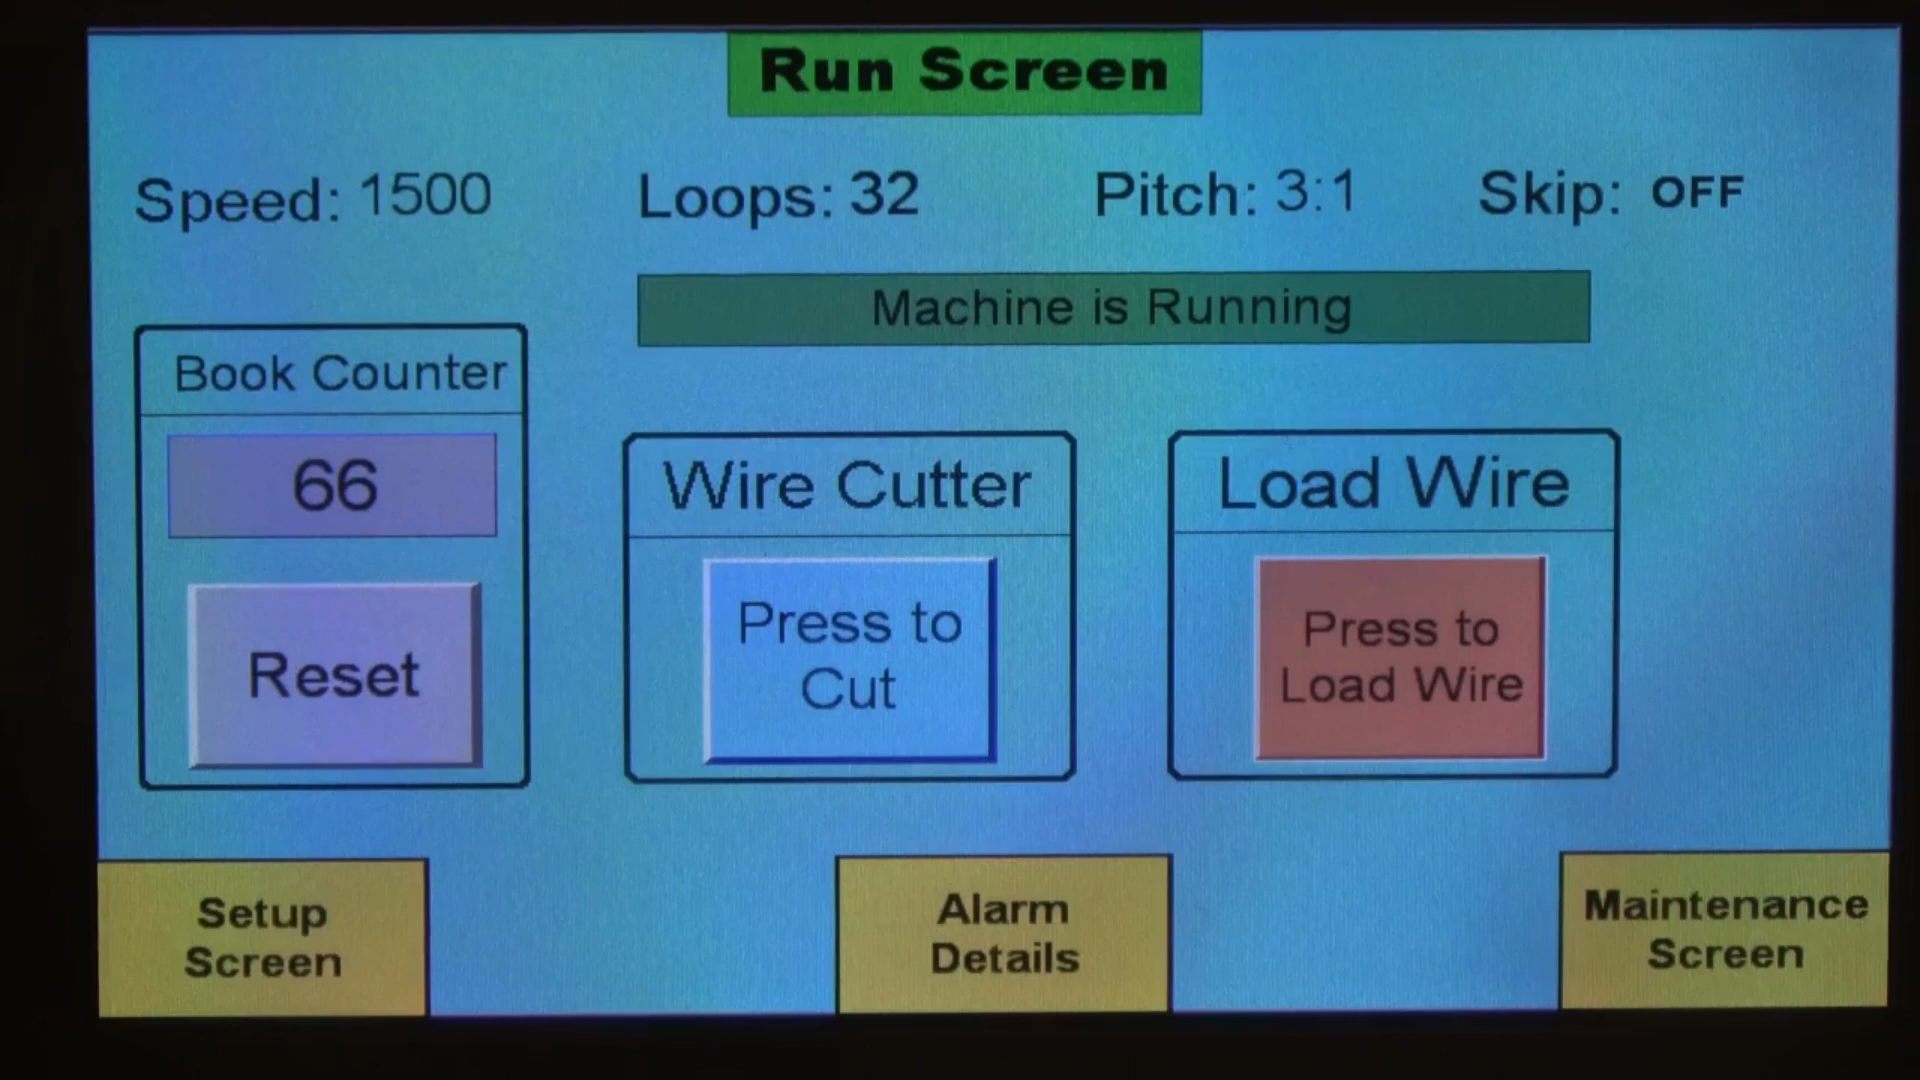 Run Screen
Speed: 1500 Loops: 32 Pitch: 3:1 Skip: OFF
Machine is Running
Book Counter
66
Reset
Wire Cutter
Press to
Cut
Load Wire
Press to
Load Wire
Setup
Screen
Alarm
Details
Maintenance
Screen